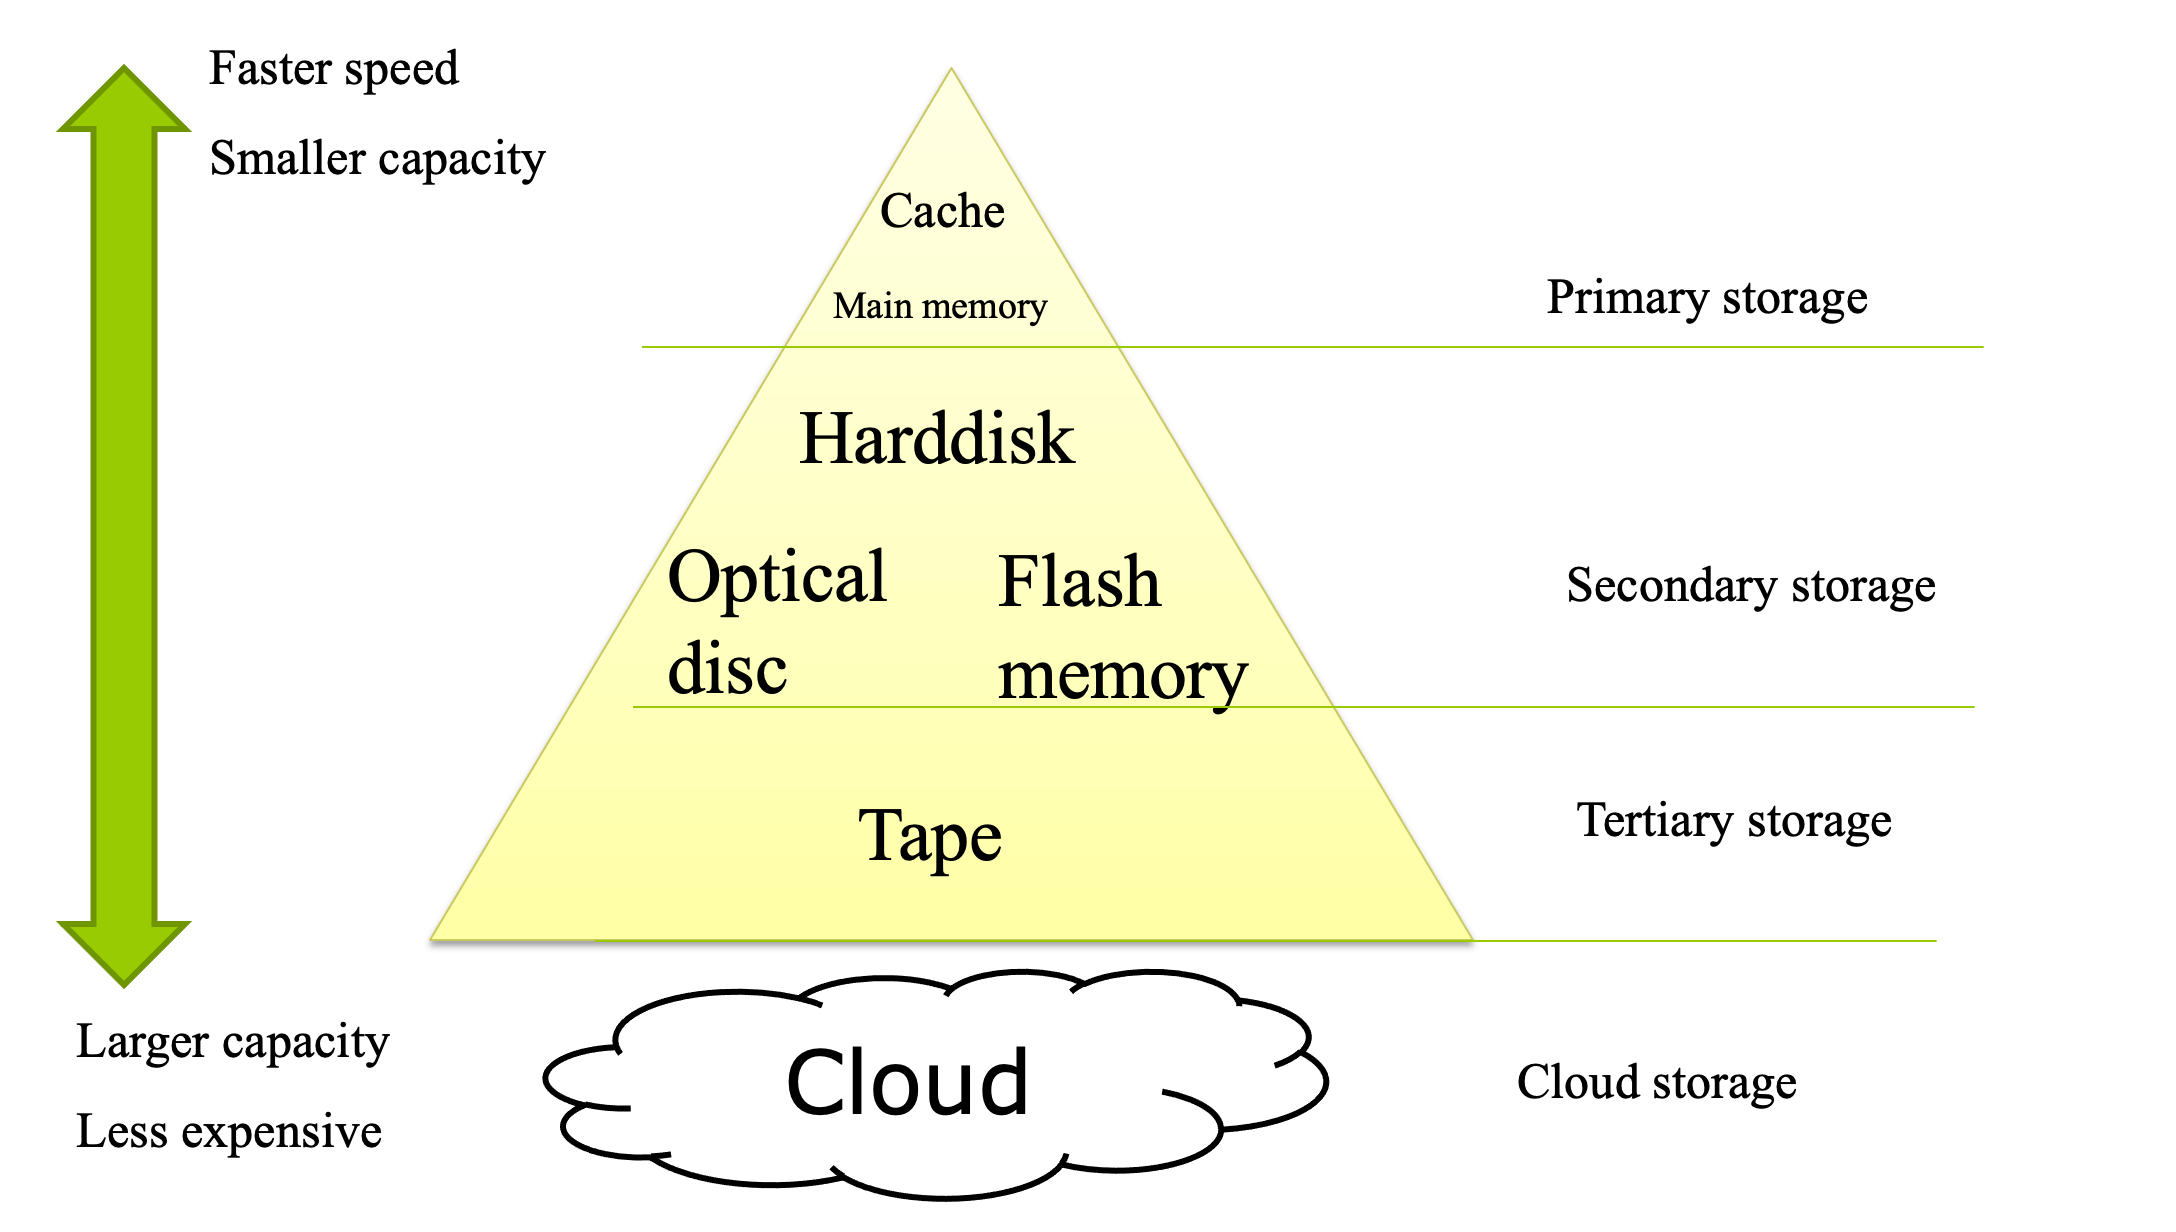 Faster speed
Smaller capacity
Cache
Main memory
Primary storage
Harddisk
Optical
disc
Flash
memory
Secondary storage
Tape
Tertiary storage
Larger capacity
Less expensive
Cloud
Cloud storage